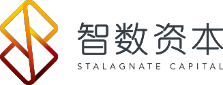 智数资本
STALAGNATE CAPITAL